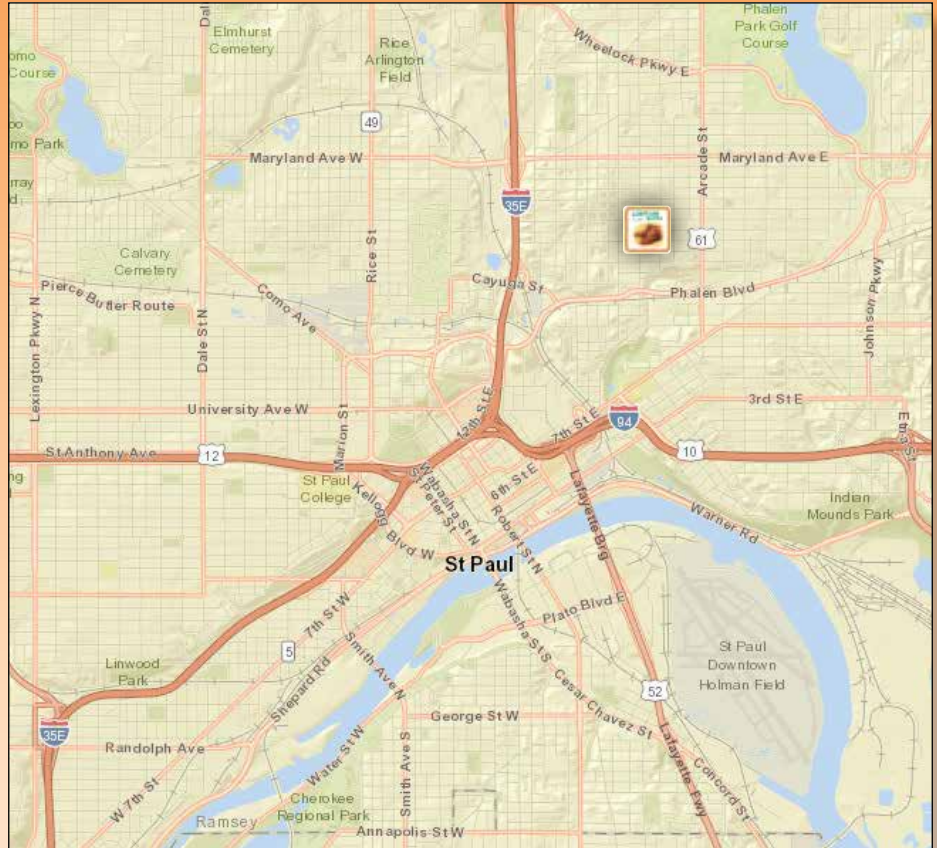 Dal
Elmhurst
Cemetery
Rice
Arlington
Field
Phalen
Park Golf
Course
Wheelock Pkwy E
omo
Course
49
Maryland Ave W
Arcade St
Maryland Ave E
mo Park
rray
35E
61
Calvary
Cemetery
Rice St
Cayuga St
Phalen Blvd
Pierce Butler Route
Como Ave
Johnson Pkwy
Lexington Pkwy N
Dale St N
University Ave W
Marion St
12th St E
7th St E
94
3rd St E
Etna St
St Anthony Ave
12
10
ng
St Paul
College
Wabasha St N
St Peter St
6th St E
Lafayette Brg
Kellogg Blvd W
Robert St N
Warner Rd
Indian
Mounds Park
St Paul
7th St W
Wabasha St S
Plato Blvd E
5
Smith Ave N
St Paul
Downtown
Holman Field
Linwood
Park
Shepard Rd
Cesar Chavez St
52
35E
George St W
Randolph Ave
Water St W
Smith Ave S
Lafayette Fwy
Concord St
W 7th St
Cherokee
Regional Park
Ramsey
Annapolis St W